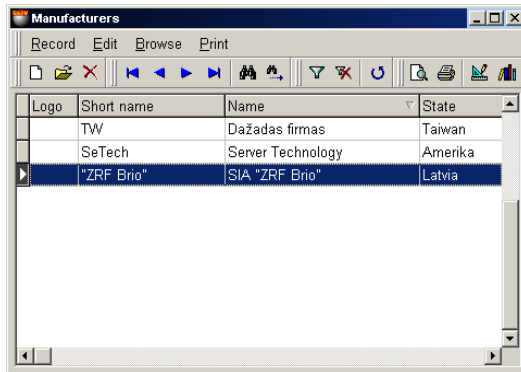 Manufacturers
Record Edit Browse Print
Logo Short name Name State
TW Dažadas firmas Taiwan
SeTech Server Technology Amerika
"ZRF Brio" SIA "ZRF Brio" Latvia